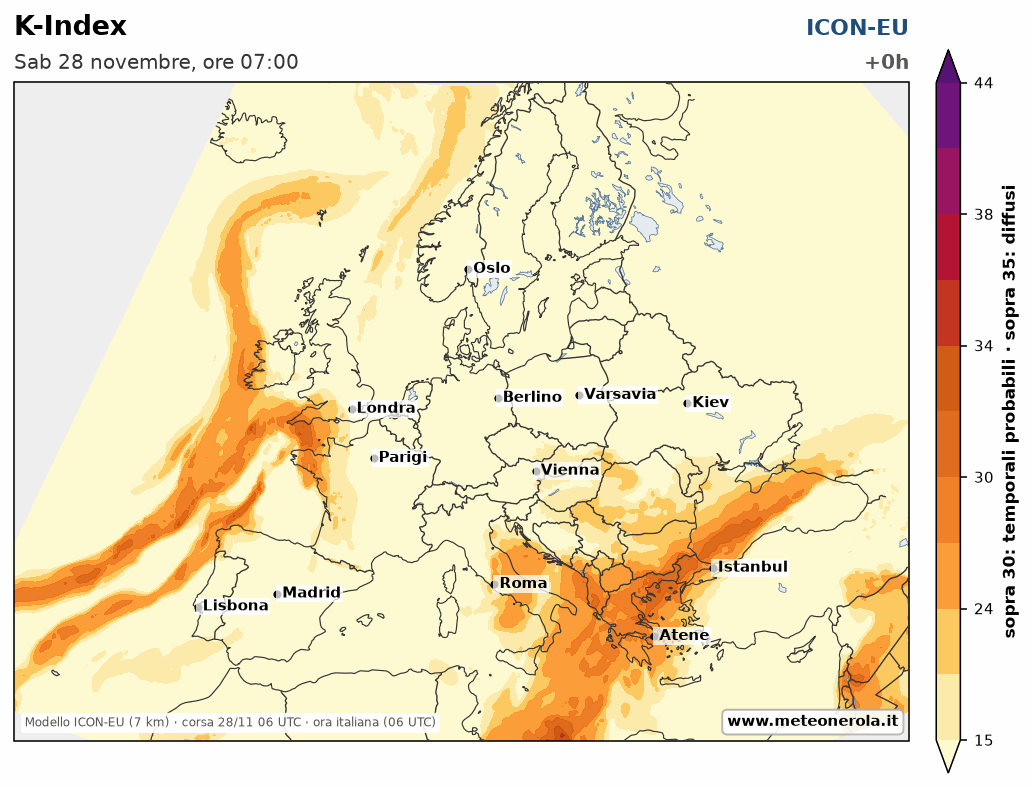 K-Index
ICON-EU
Sab 28 novembre, ore 07:00
+0h
44
38
34
30
24
15
sopra 30: temporali probabili · sopra 35: diffusi
Oslo
Londra
Berlino
Varsavia
Kiev
Parigi
Vienna
Istanbul
Roma
Madrid
Lisbona
Atene
Modello ICON-EU (7 km) · corsa 28/11 06 UTC · ora italiana (06 UTC)
www.meteonerola.it